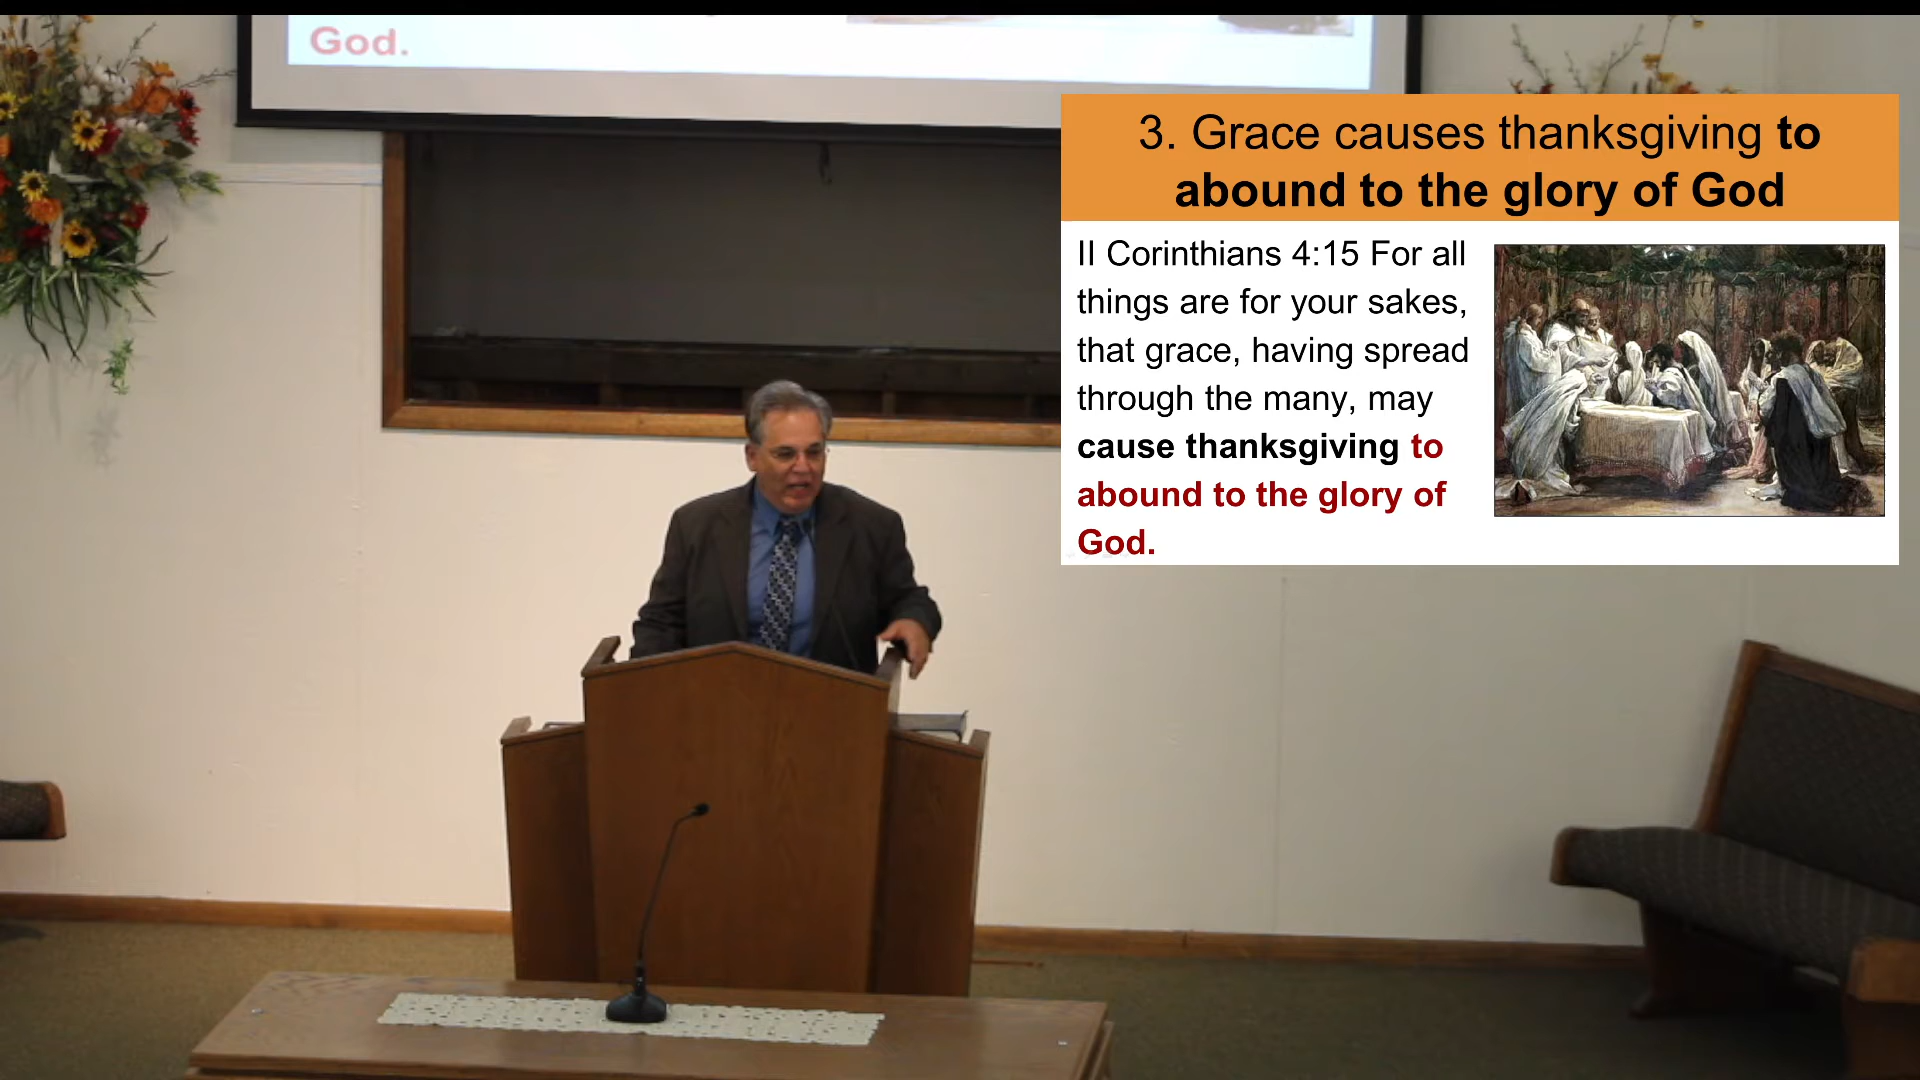 God.
3. Grace causes thanksgiving to
abound to the glory of God
II Corinthians 4:15 For all
things are for your sakes,
that grace, having spread
through the many, may
cause thanksgiving to
abound to the glory of
God.